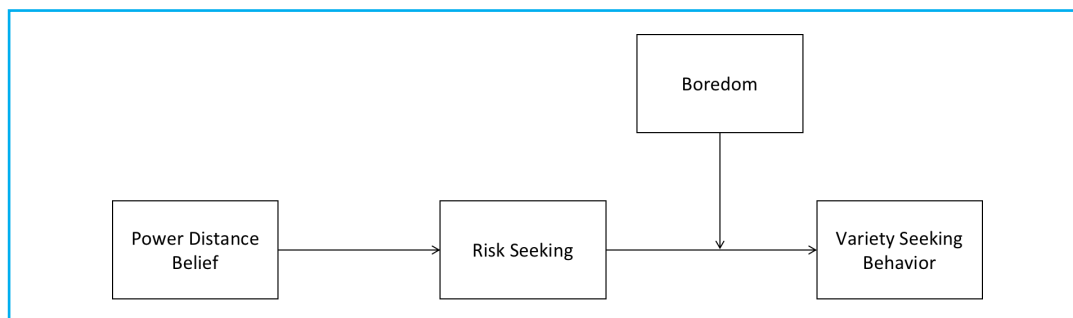 Boredom
Power Distance
Belief
Risk Seeking
Variety Seeking
Behavior